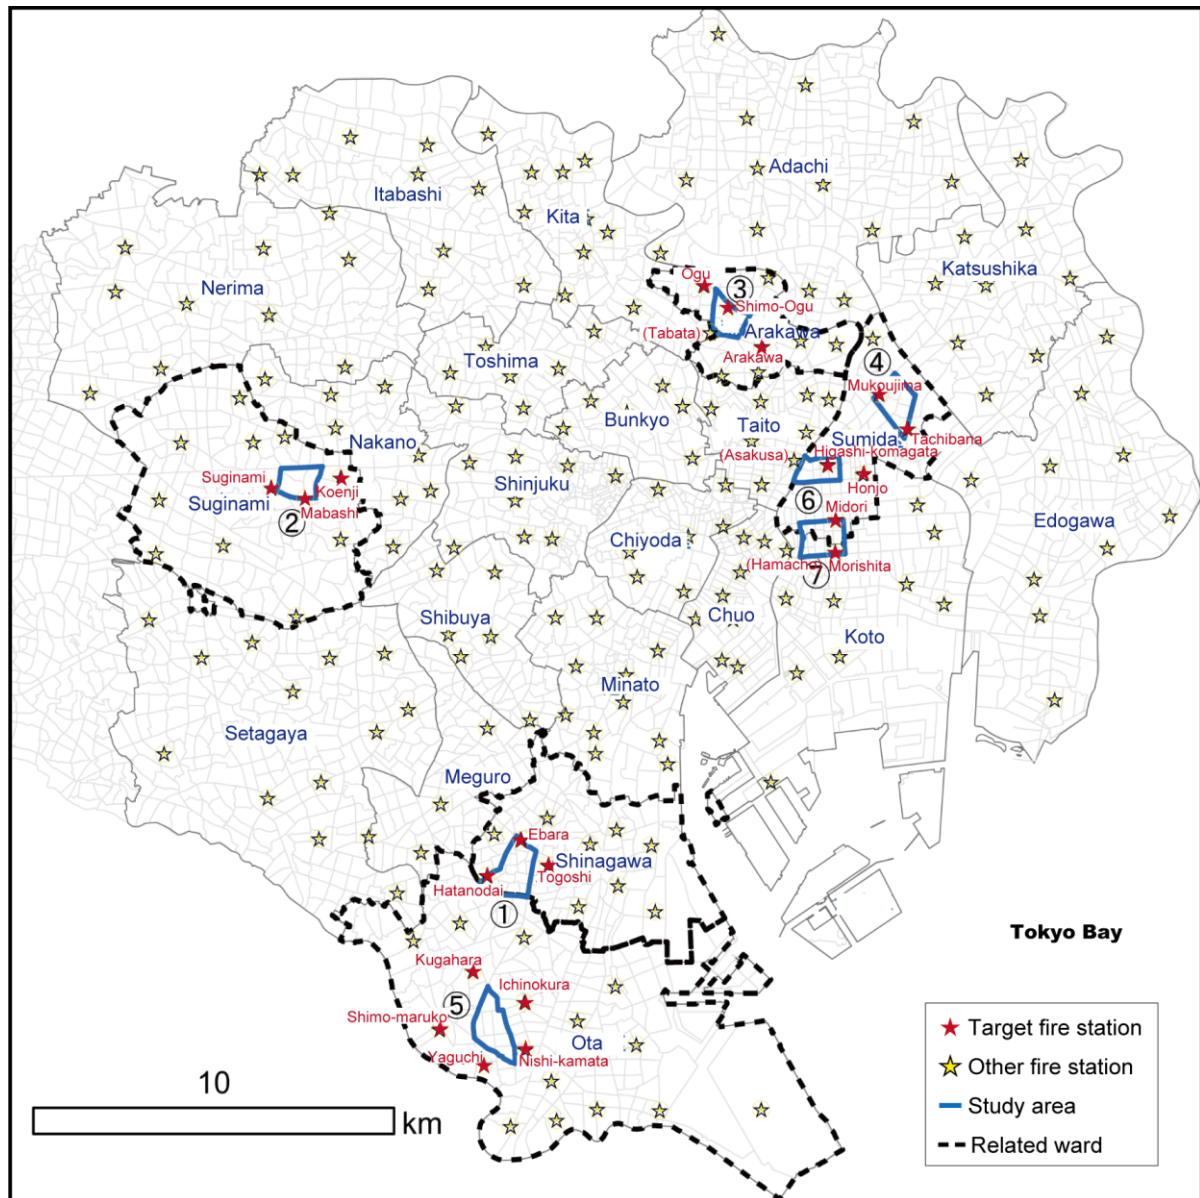 Adachi
Itabashi
Kita
Katsushika
Ogu
Nerima
③
Shimo-Ogu
(Tabata)
Arakawa
Arakawa
Toshima
④
Mukoujima
Bunkyo
Taito
Nakano
Sumida
Tachibana
(Asakusa)
Higashi-komagata
Suginami
Koenji
Shinjuku
Honjo
Suginami
Mabashi
⑥
Midori
②
Edogawa
Chiyoda
(Hamacho)
Morishita
⑦
Shibuya
Chuo
Koto
Minato
Setagaya
Meguro
Ebara
Shinagawa
Togoshi
Hatanodai
①
Tokyo Bay
Kugahara
Ichinokura
⑤
Shimo-maruko
Ota
Yaguchi
Nishi-kamata
10
km
Target fire station
Other fire station
Study area
Related ward